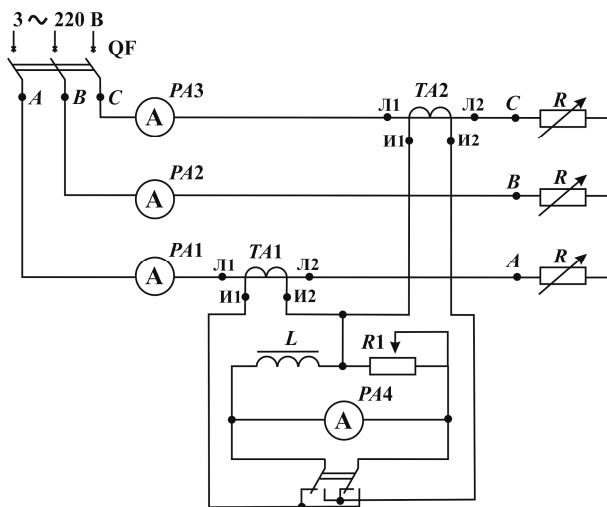 3 ~ 220 В
QF
A B C
PA3
A
Л1 TA2 Л2
C R
И1 И2
PA2
A
B R
PA1
A
Л1 TA1 Л2
A R
И1 И2
L
R1
PA4
A